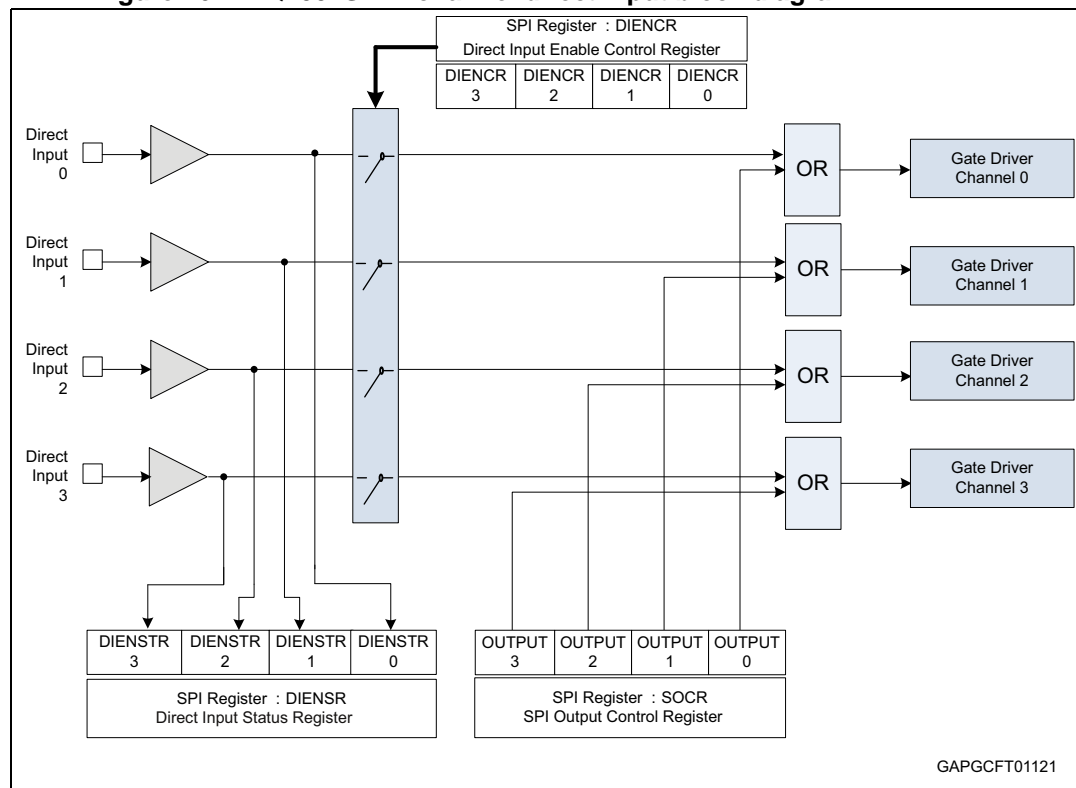 SPI Register : DIENCR
Direct Input Enable Control Register
DIENCR
3
DIENCR
2
DIENCR
1
DIENCR
0
Direct
Input
0
OR
Gate Driver
Channel 0
Direct
Input
1
OR
Gate Driver
Channel 1
Direct
Input
2
OR
Gate Driver
Channel 2
Direct
Input
3
OR
Gate Driver
Channel 3
DIENSTR
3
DIENSTR
2
DIENSTR
1
DIENSTR
0
SPI Register : DIENSR
Direct Input Status Register
OUTPUT
3
OUTPUT
2
OUTPUT
1
OUTPUT
0
SPI Register : SOCR
SPI Output Control Register
GAPGCFT01121